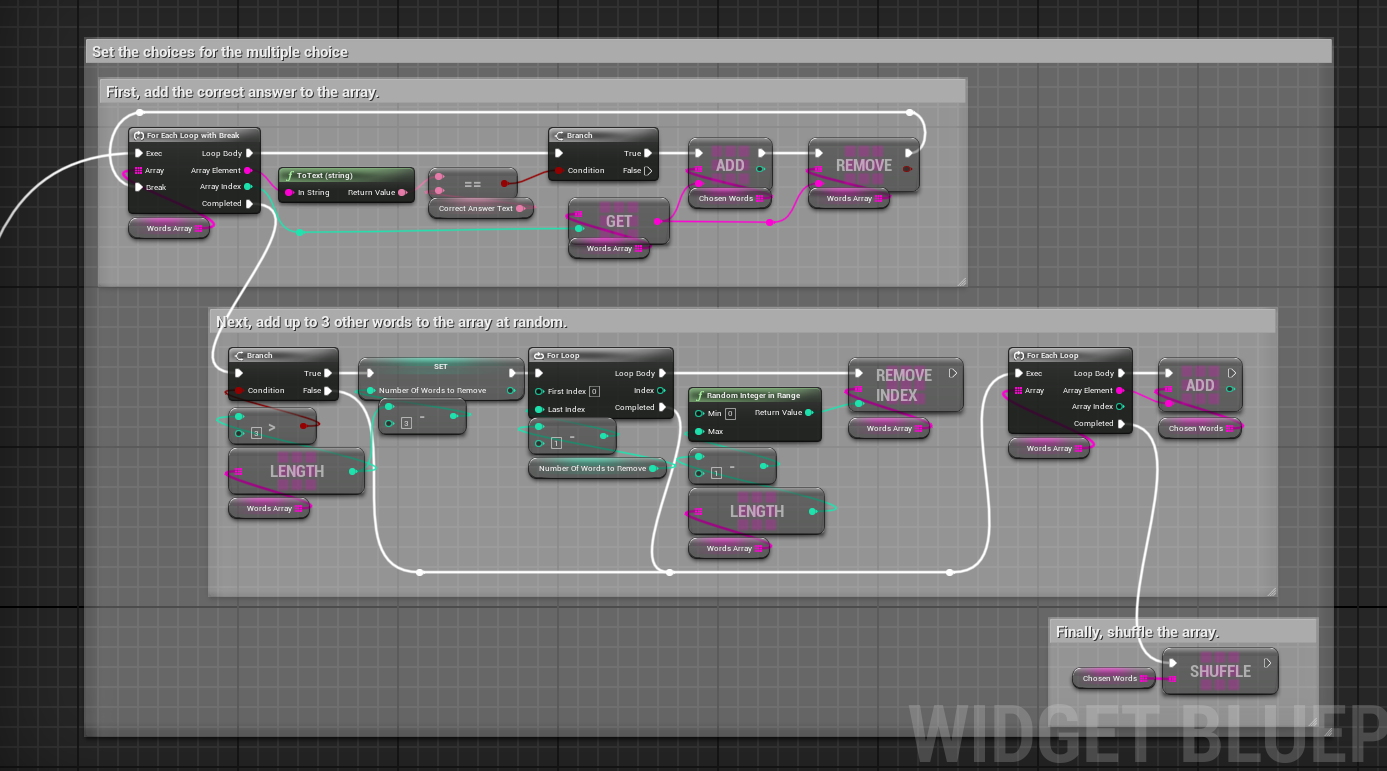 Set the choices for the multiple choice
First, add the correct answer to the array.
For Each Loop with Break
Exec
Loop Body
Array
Array Element
Break
Array Index
Completed
Words Array
ToText (string)
In String
Return Value
==
Correct Answer Text
Branch
True
Condition
False
GET
Words Array
ADD
Chosen Words
REMOVE
Words Array
Next, add up to 3 other words to the array at random.
Branch
True
Condition
False
>
3
LENGTH
Words Array
SET
Number Of Words to Remove
3
-
For Loop
Loop Body
First Index 0
Index
Last Index
Completed
1
-
Number Of Words to Remove
Random Integer in Range
Min 0
Return Value
Max
1
-
LENGTH
Words Array
REMOVE
INDEX
Words Array
For Each Loop
Exec
Loop Body
Array
Array Element
Array Index
Completed
Words Array
ADD
Chosen Words
Finally, shuffle the array.
Chosen Words
SHUFFLE
WIDGET BLUEP